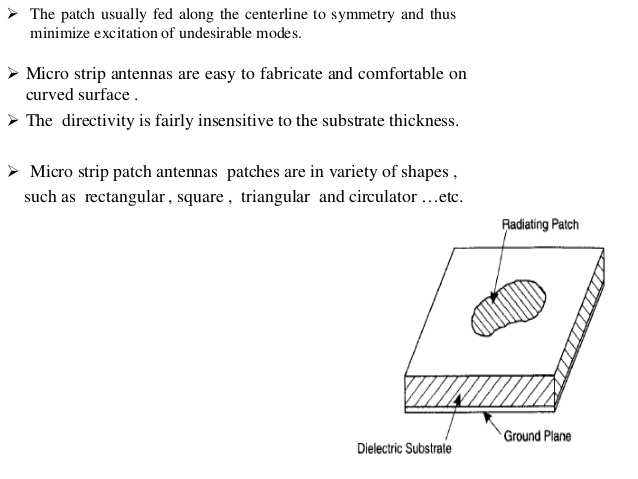 ➢ The patch usually fed along the centerline to symmetry and thus
minimize excitation of undesirable modes.
➢ Micro strip antennas are easy to fabricate and comfortable on
curved surface .
➢ The directivity is fairly insensitive to the substrate thickness.
➢ Micro strip patch antennas patches are in variety of shapes ,
such as rectangular , square , triangular and circulator …etc.
Radiating Patch
Ground Plane
Dielectric Substrate